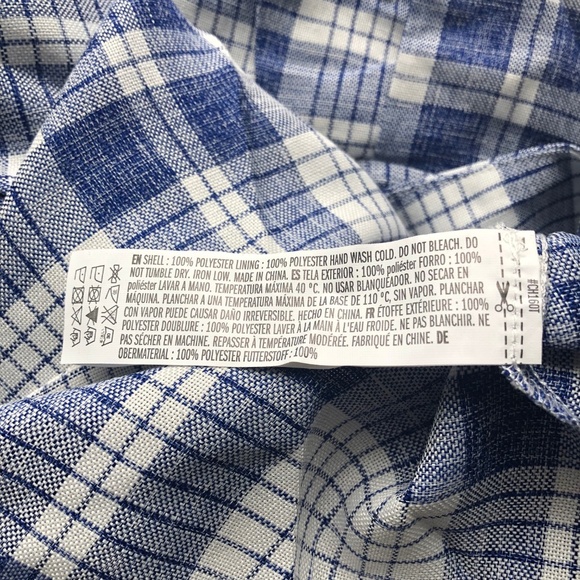 EN SHELL : 100% POLYESTER LINING : 100% POLYESTER HAND WASH COLD. DO NOT BLEACH. DO
NOT TUMBLE DRY. IRON LOW. MADE IN CHINA. ES TELA EXTERIOR : 100% poliéster FORRO : 100%
poliéster LAVAR A MANO. TEMPERATURA MÁXIMA 40 °C. NO USAR BLANQUEADOR. NO SECAR EN
MÁQUINA. PLANCHAR A UNA TEMPERATURA MÁXIMA DE LA BASE DE 110 °C, SIN VAPOR. PLANCHAR
CON VAPOR PUEDE CAUSAR DAÑO IRREVERSIBLE. HECHO EN CHINA. FR ÉTOFFE EXTÉRIEURE : 100%
POLYESTER DOUBLURE : 100% POLYESTER LAVER À LA MAIN À L'EAU FROIDE. NE PAS BLANCHIR. NE
PAS SÉCHER EN MACHINE. REPASSER À TEMPÉRATURE MODÉRÉE. FABRIQUÉ EN CHINE. DE
OBERMATERIAL : 100% POLYESTER FUTTERSTOFF : 100%